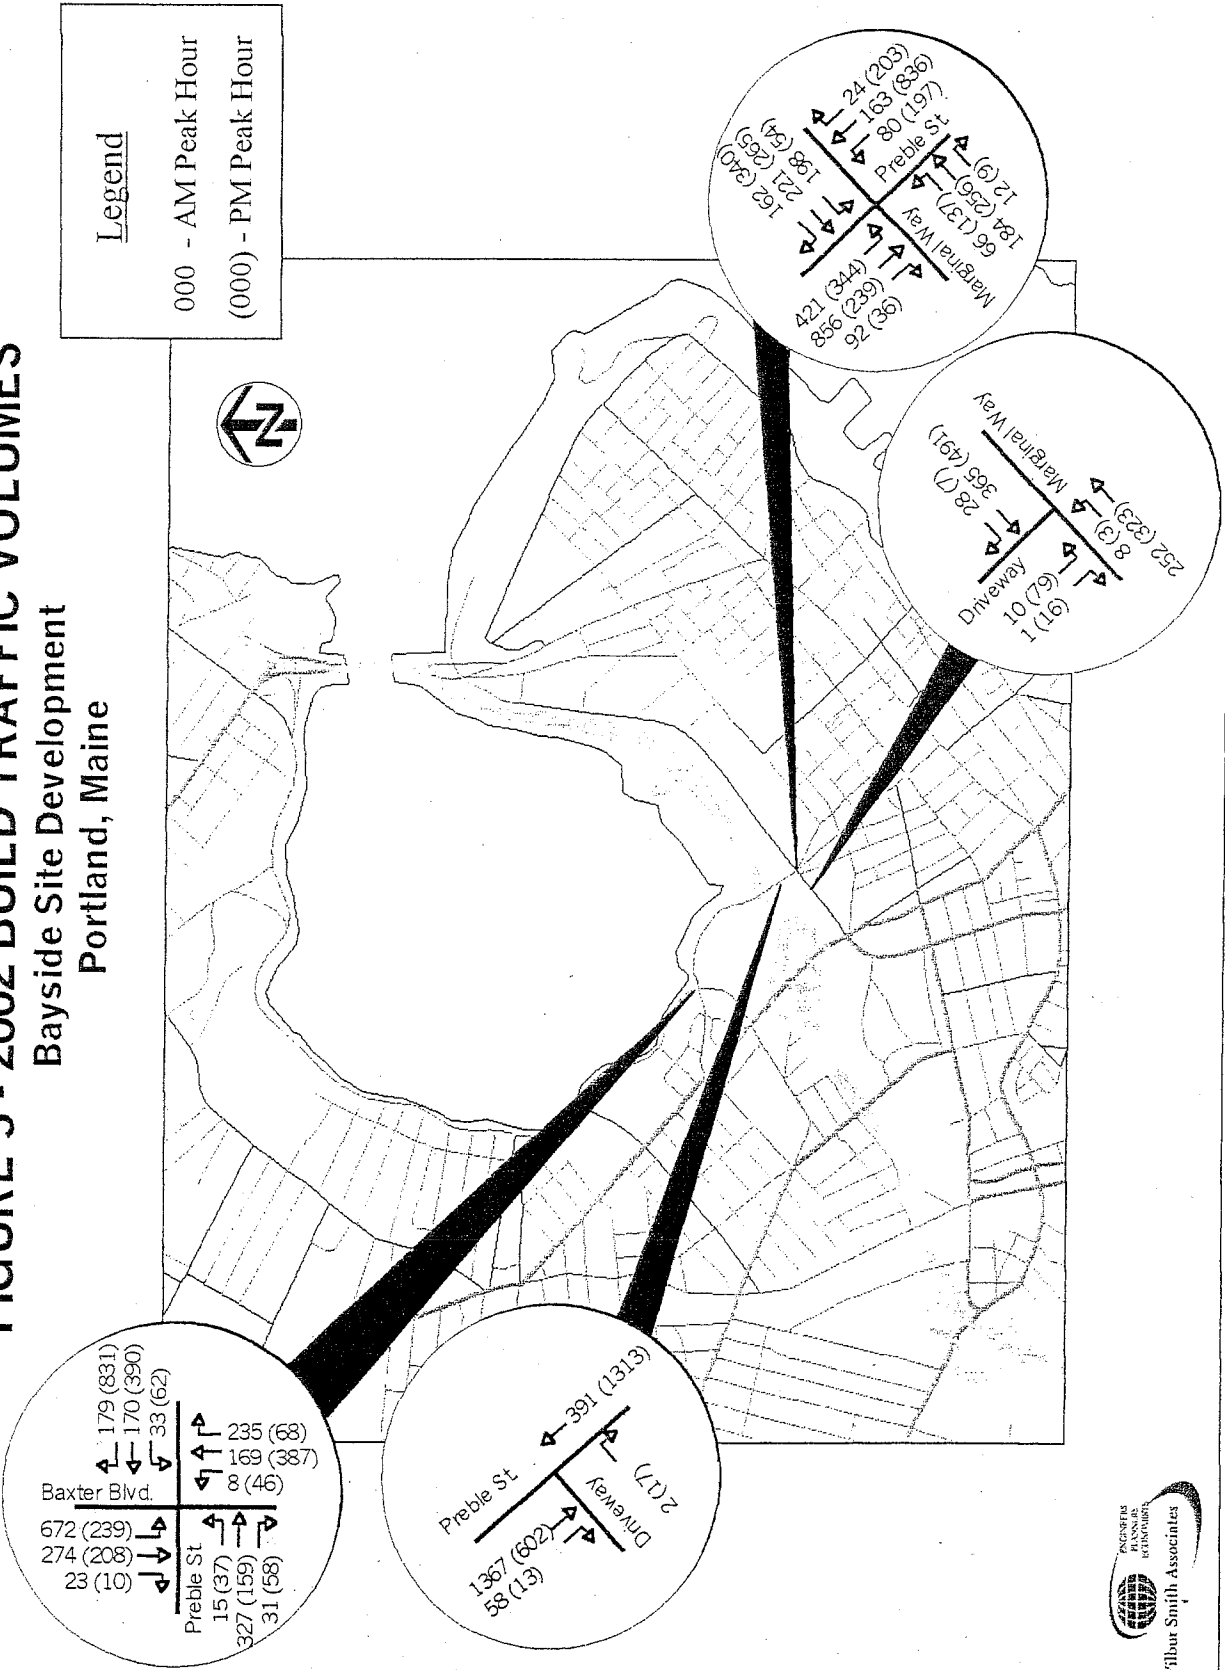 FIGURE 5 - 2002 BUILD TRAFFIC VOLUMES
Bayside Site Development
Portland, Maine
Legend
000 - AM Peak Hour
(000) - PM Peak Hour
N
Baxter Blvd.
179 (831)
170 (390)
33 (62)
672 (239)
274 (208)
23 (10)
235 (68)
169 (387)
8 (46)
Preble St
15 (37)
327 (159)
31 (58)
Preble St
391 (1313)
1367 (602)
58 (13)
Driveway
2 (17)
162 (340)
221 (265)
198 (54)
24 (203)
163 (836)
80 (197)
Preble St
421 (344)
856 (239)
92 (36)
Marginal Way
66 (137)
184 (256)
12 (9)
Marginal Way
28 (7)
365 (491)
Driveway
10 (79)
1 (16)
8 (3)
252 (323)
ENGINEERS
PLANNERS
ECONOMISTS
ilbur Smith Associates